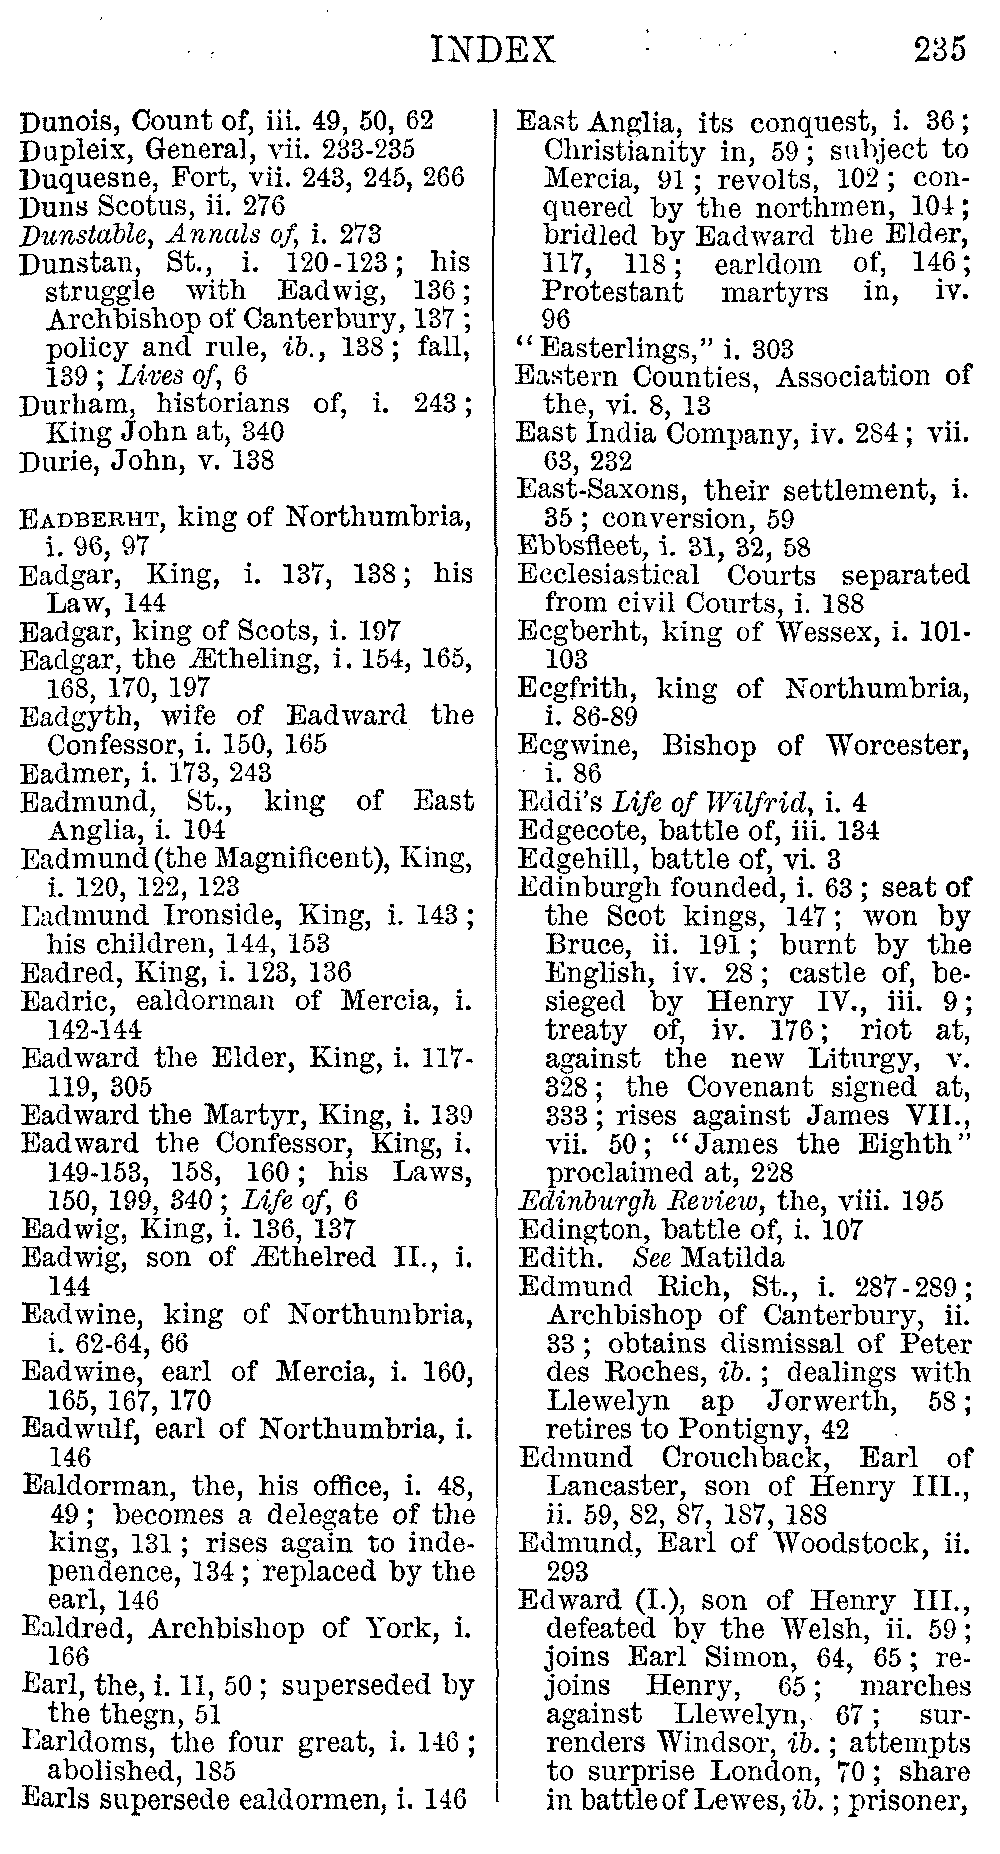 INDEX 235
Dunois, Count of, iii. 49, 50, 62
Dupleix, General, vii. 233-235
Duquesne, Fort, vii. 243, 245, 266
Duns Scotus, ii. 276
Dunstable, Annals of, i. 273
Dunstan, St., i. 120-123; his
struggle with Eadwig, 136;
Archbishop of Canterbury, 137;
policy and rule, ib., 138; fall,
139; Lives of, 6
Durham, historians of, i. 243;
King John at, 340
Durie, John, v. 138
EADBERHT, king of Northumbria,
i. 96, 97
Eadgar, King, i. 137, 138; his
Law, 144
Eadgar, king of Scots, i. 197
Eadgar, the Ætheling, i. 154, 165,
168, 170, 197
Eadgyth, wife of Eadward the
Confessor, i. 150, 165
Eadmer, i. 173, 243
Eadmund, St., king of East
Anglia, i. 104
Eadmund (the Magnificent), King,
i. 120, 122, 123
Eadmund Ironside, King, i. 143;
his children, 144, 153
Eadred, King, i. 123, 136
Eadric, ealdorman of Mercia, i.
142-144
Eadward the Elder, King, i. 117-
119, 305
Eadward the Martyr, King, i. 139
Eadward the Confessor, King, i.
149-153, 158, 160; his Laws,
150, 199, 340; Life of, 6
Eadwig, King, i. 136, 137
Eadwig, son of Æthelred II., i.
144
Eadwine, king of Northumbria,
i. 62-64, 66
Eadwine, earl of Mercia, i. 160,
165, 167, 170
Eadwulf, earl of Northumbria, i.
146
Ealdorman, the, his office, i. 48,
49; becomes a delegate of the
king, 131; rises again to inde-
pendence, 134; replaced by the
earl, 146
Ealdred, Archbishop of York, i.
166
Earl, the, i. 11, 50; superseded by
the thegn, 51
Earldoms, the four great, i. 146;
abolished, 185
Earls supersede ealdormen, i. 146
East Anglia, its conquest, i. 36;
Christianity in, 59; subject to
Mercia, 91; revolts, 102; con-
quered by the northmen, 104;
bridled by Eadward the Elder,
117, 118; earldom of, 146;
Protestant martyrs in, iv.
96
"Easterlings," i. 303
Eastern Counties, Association of
the, vi. 8, 13
East India Company, iv. 284; vii.
63, 232
East-Saxons, their settlement, i.
35; conversion, 59
Ebbsfleet, i. 31, 32, 58
Ecclesiastical Courts separated
from civil Courts, i. 188
Ecgberht, king of Wessex, i. 101-
103
Ecgfrith, king of Northumbria,
i. 86-89
Ecgwine, Bishop of Worcester,
i. 86
Eddi's Life of Wilfrid, i. 4
Edgecote, battle of, iii. 134
Edgehill, battle of, vi. 3
Edinburgh founded, i. 63; seat of
the Scot kings, 147; won by
Bruce, ii. 191; burnt by the
English, iv. 28; castle of, be-
sieged by Henry IV., iii. 9;
treaty of, iv. 176; riot at,
against the new Liturgy, v.
328; the Covenant signed at,
333; rises against James VII.,
vii. 50; "James the Eighth"
proclaimed at, 228
Edinburgh Review, the, viii. 195
Edington, battle of, i. 107
Edith. See Matilda
Edmund Rich, St., i. 287-289;
Archbishop of Canterbury, ii.
33; obtains dismissal of Peter
des Roches, ib.; dealings with
Llewelyn ap Jorwerth, 58;
retires to Pontigny, 42
Edmund Crouchback, Earl of
Lancaster, son of Henry III.,
ii. 59, 82, 87, 187, 188
Edmund, Earl of Woodstock, ii.
293
Edward (I.), son of Henry III.,
defeated by the Welsh, ii. 59;
joins Earl Simon, 64, 65; re-
joins Henry, 65; marches
against Llewelyn, 67; sur-
renders Windsor, ib.; attempts
to surprise London, 70; share
in battle of Lewes, ib.; prisoner,